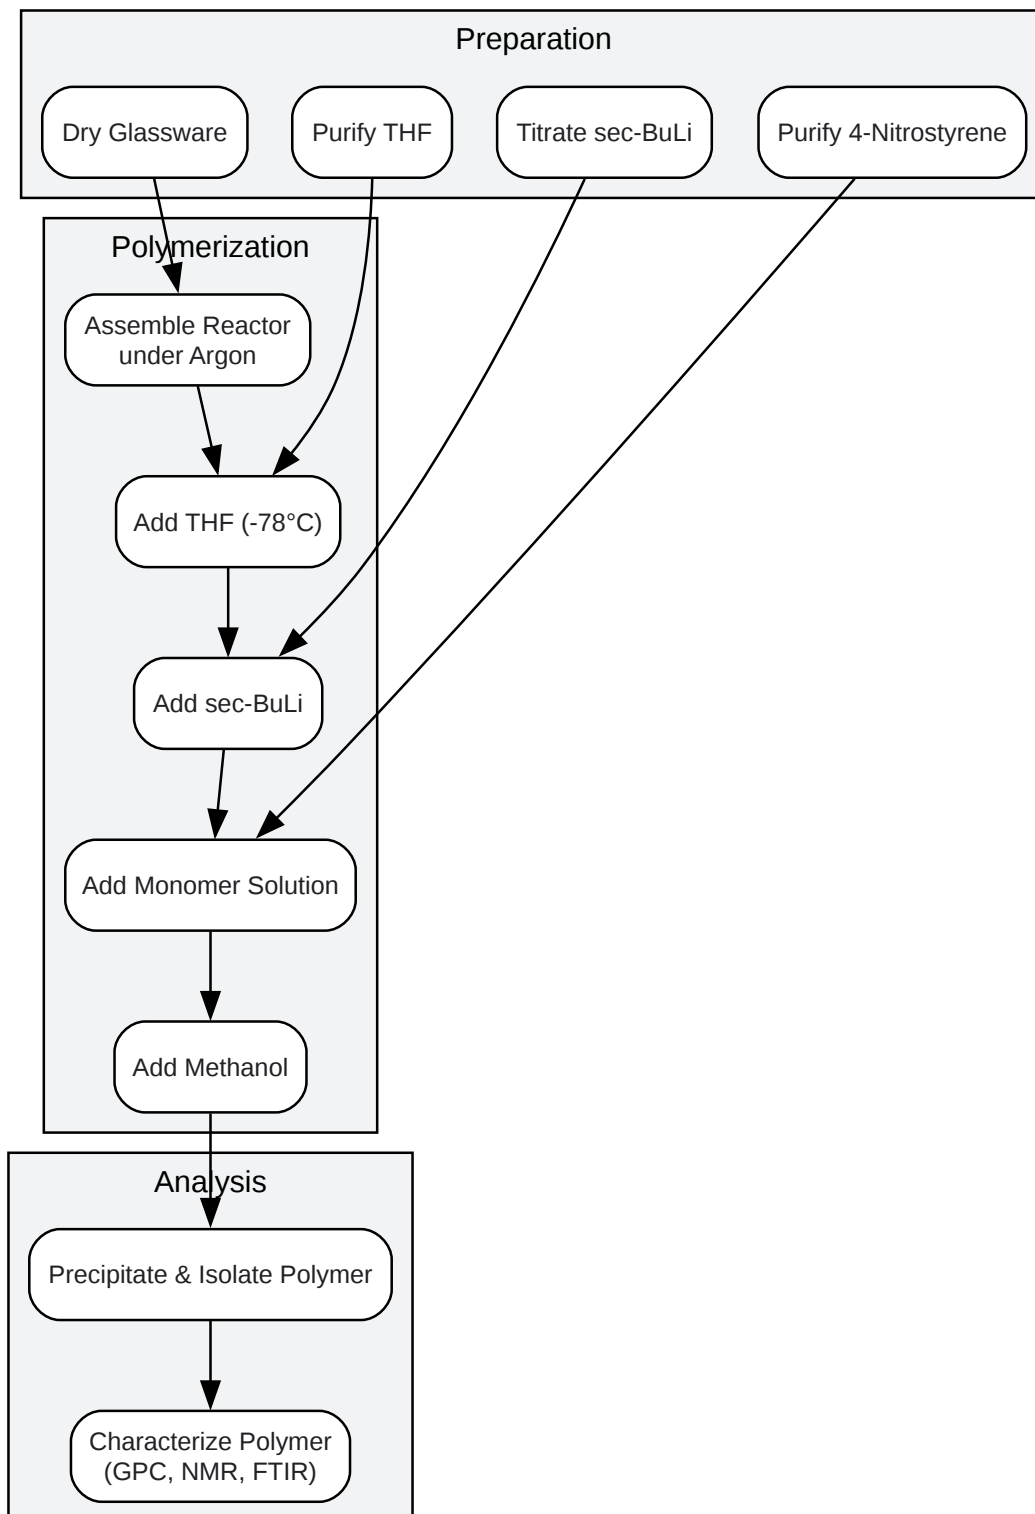 Preparation
Dry Glassware
Purify THF
Titrate sec-BuLi
Purify 4-Nitrostyrene
Polymerization
Assemble Reactor
under Argon
Add THF (-78°C)
Add sec-BuLi
Add Monomer Solution
Add Methanol
Analysis
Precipitate & Isolate Polymer
Characterize Polymer
(GPC, NMR, FTIR)